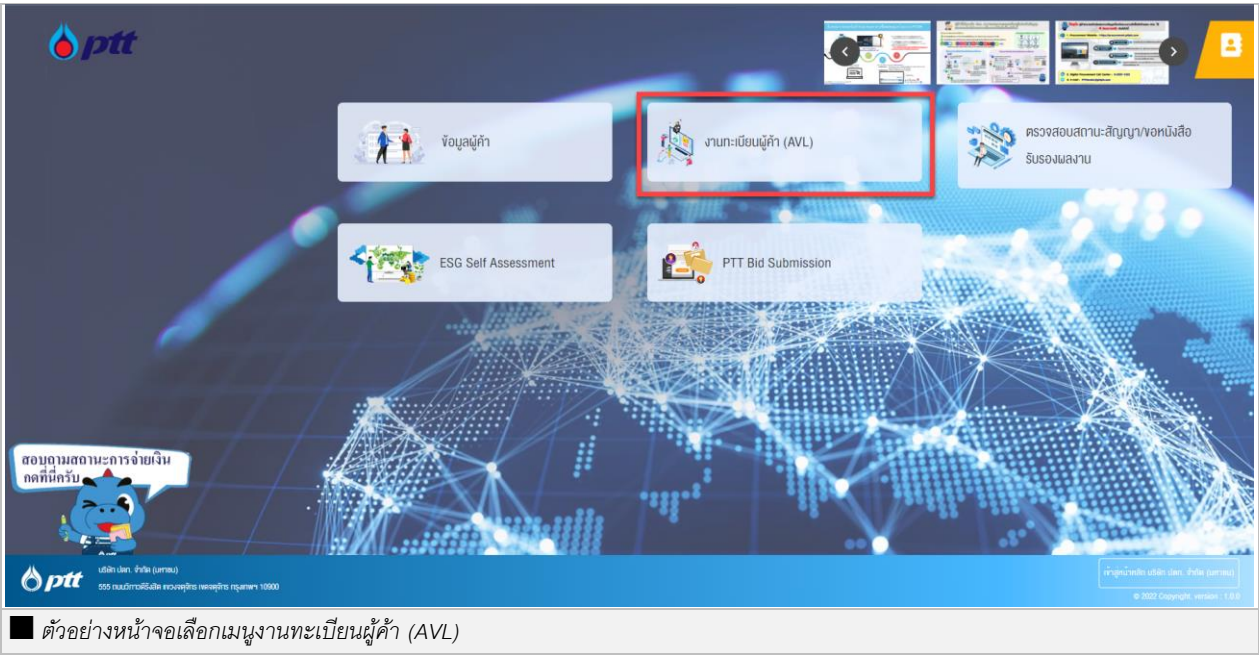 ptt
ข้อมูลผู้ค้า
งานทะเบียนผู้ค้า (AVL)
ตรวจสอบสถานะสัญญา/ขอหนังสือ
รับรองผลงาน
ESG Self Assessment
PTT Bid Submission
สอบถามสถานะการจ่ายเงิน
กดที่นี่ครับ
ptt
บริษัท ปตท. จำกัด (มหาชน)
555 ถนนวิภาวดีรังสิต แขวงจตุจักร เขตจตุจักร กรุงเทพฯ 10900
เข้าสู่หน้าหลัก บริษัท ปตท. จำกัด (มหาชน)
© 2022 Copyright. version : 1.0.0
ตัวอย่างหน้าจอเลือกเมนูงานทะเบียนผู้ค้า (AVL)